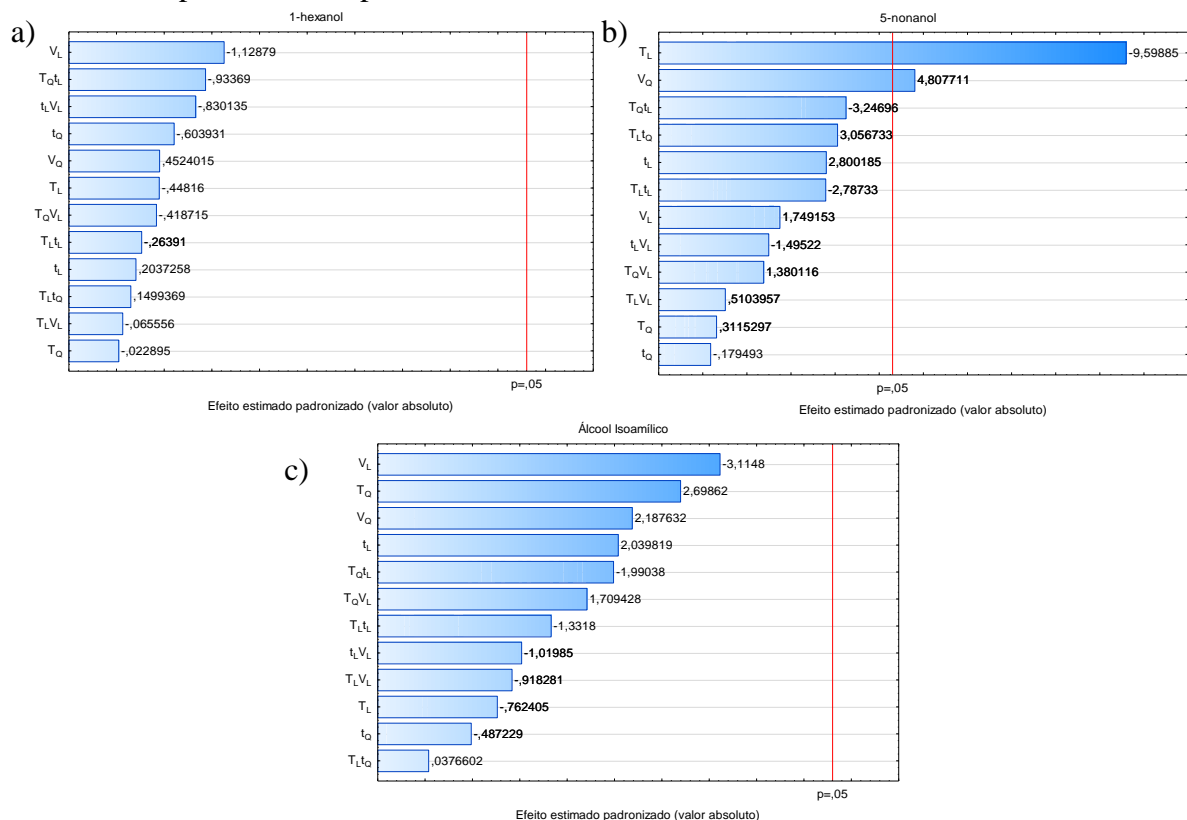 a)
1-hexanol
V_L -1,12879
T_Qt_L -,93369
t_LV_L -,830135
t_Q -,603931
V_Q ,4524015
T_L -,44816
T_QV_L -,418715
T_Lt_L -,26391
t_L ,2037258
T_Lt_Q ,1499369
T_LV_L -,065556
T_Q -,022895
p=,05
Efeito estimado padronizado (valor absoluto)
b)
5-nonanol
T_L -9,59885
V_Q 4,807711
T_Qt_L -3,24696
T_Lt_Q 3,056733
t_L 2,800185
T_Lt_L -2,78733
V_L 1,749153
t_LV_L -1,49522
T_QV_L 1,380116
T_LV_L ,5103957
T_Q ,3115297
t_Q -,179493
p=,05
Efeito estimado padronizado (valor absoluto)
c)
Álcool Isoamílico
V_L -3,1148
T_Q 2,69862
V_Q 2,187632
t_L 2,039819
T_Qt_L -1,99038
T_QV_L 1,709428
T_Lt_L -1,3318
t_LV_L -1,01985
T_LV_L -,918281
T_L -,762405
t_Q -,487229
T_Lt_Q ,0376602
p=,05
Efeito estimado padronizado (valor absoluto)